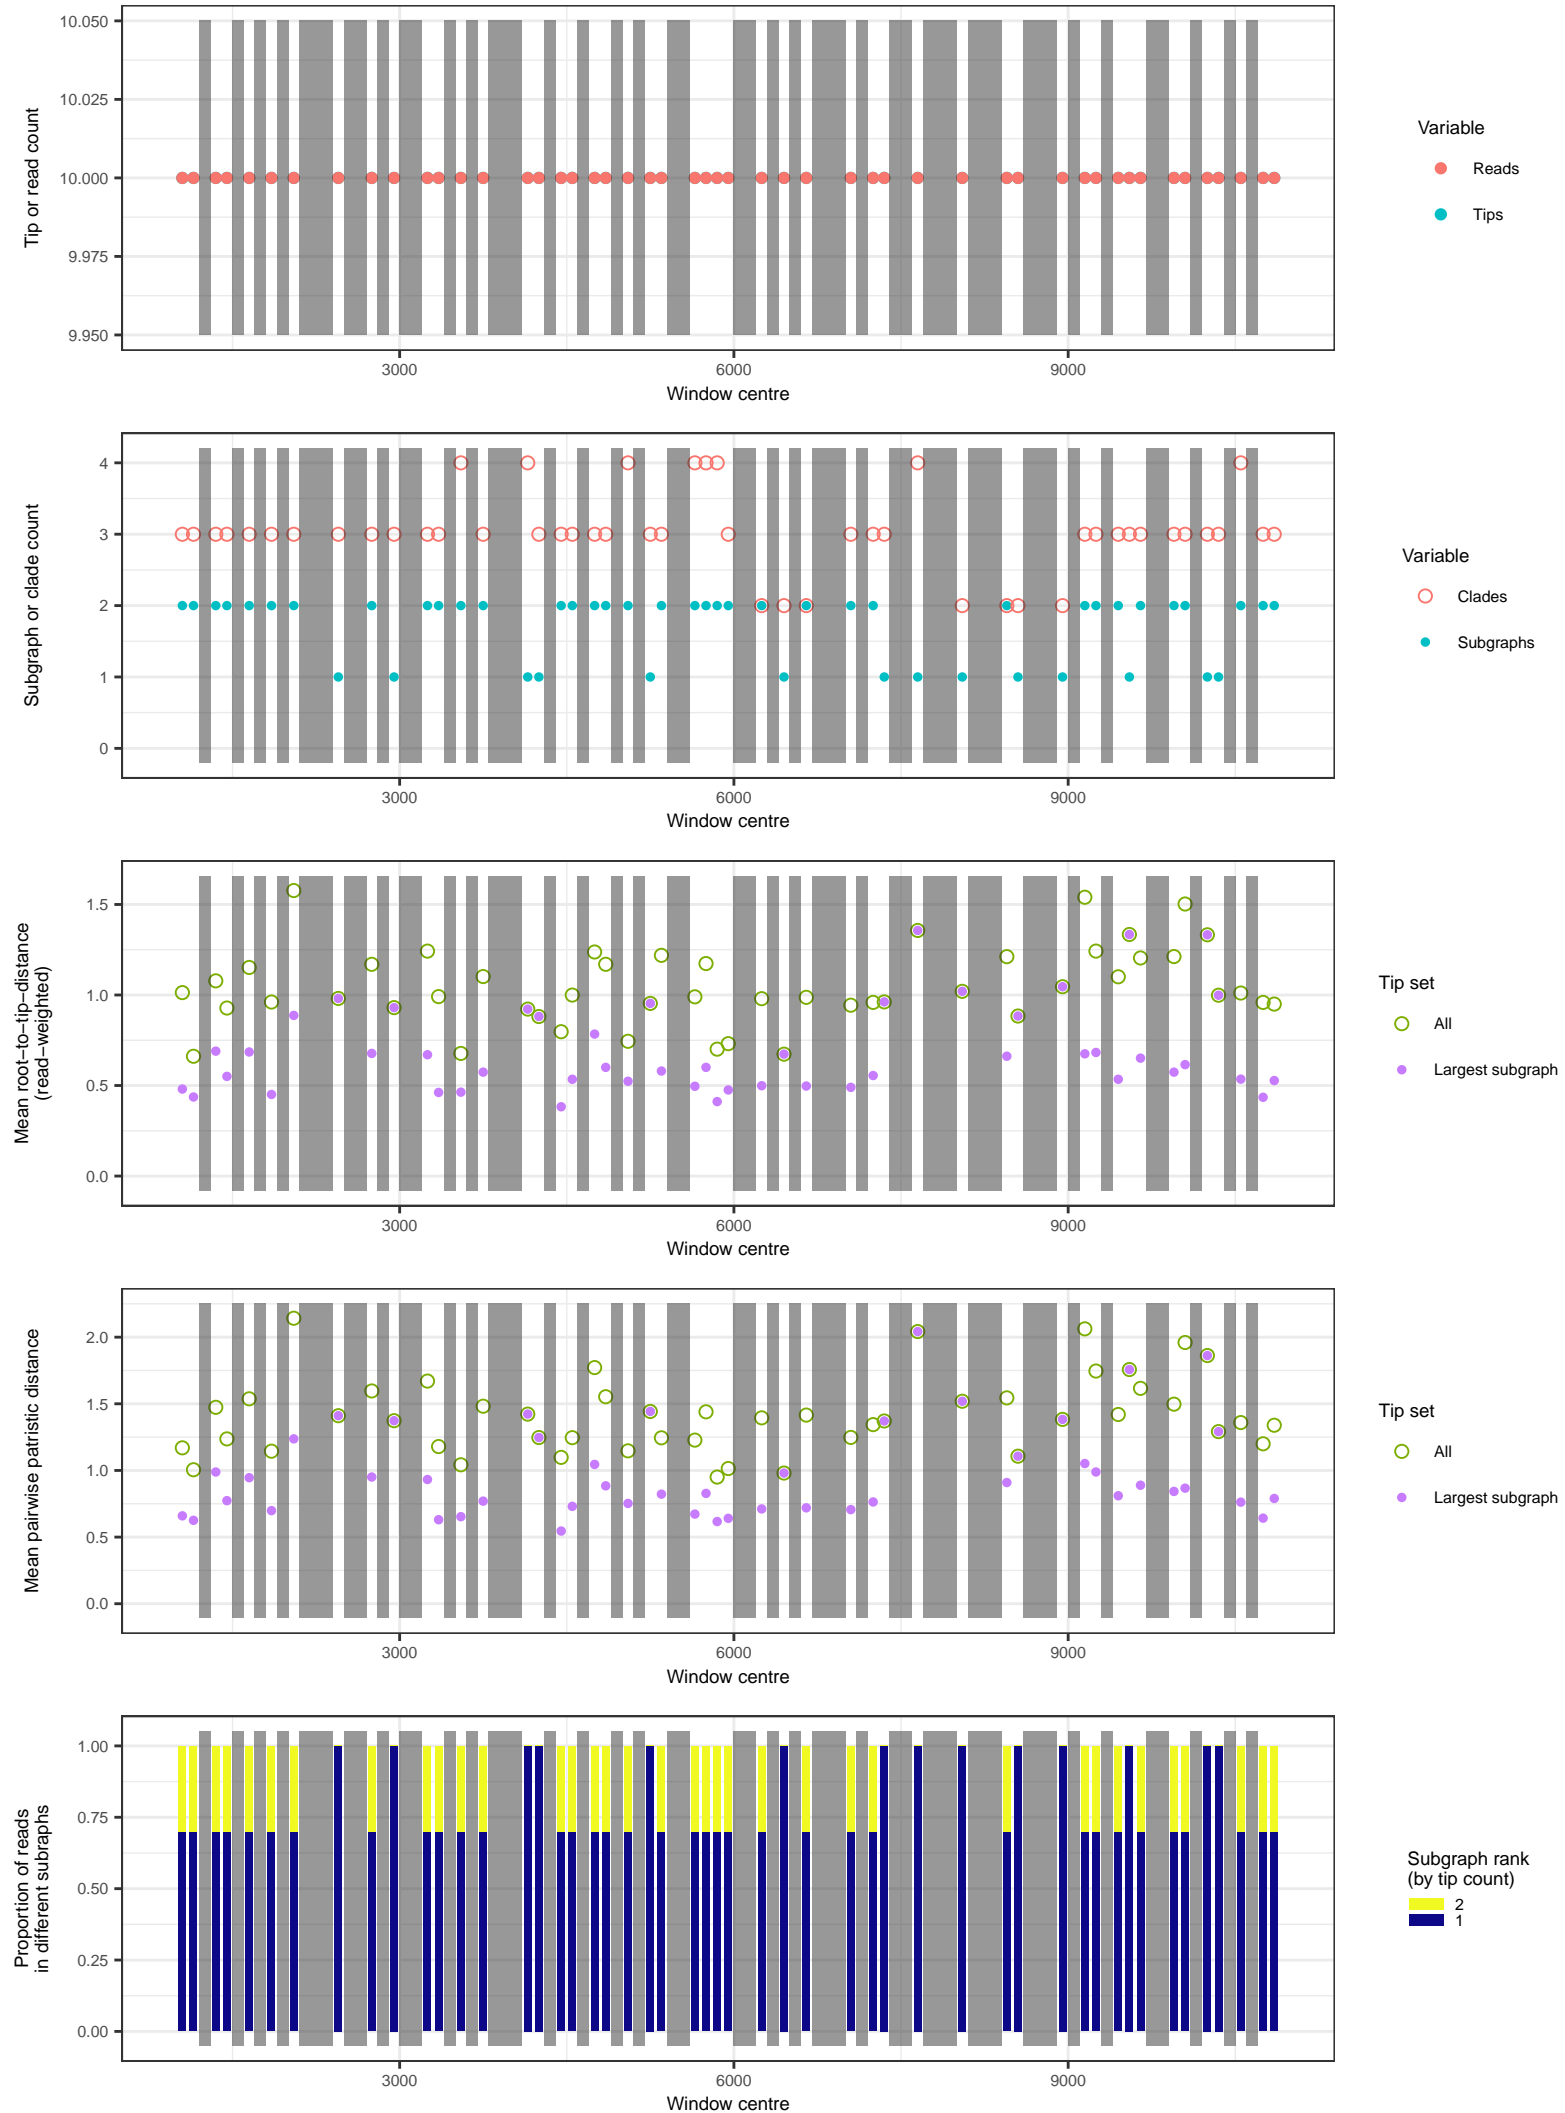 10.050
10.025
10.000
9.975
9.950
Tip or read count
3000 6000 9000
Window centre
Variable
Reads
Tips
4
3
2
1
0
Subgraph or clade count
3000 6000 9000
Window centre
Variable
Clades
Subgraphs
1.5
1.0
0.5
0.0
Mean root−to−tip−distance
(read−weighted)
3000 6000 9000
Window centre
Tip set
All
Largest subgraph
2.0
1.5
1.0
0.5
0.0
Mean pairwise patristic distance
3000 6000 9000
Window centre
Tip set
All
Largest subgraph
1.00
0.75
0.50
0.25
0.00
Proportion of reads
in different subraphs
3000 6000 9000
Window centre
Subgraph rank
(by tip count)
2
1